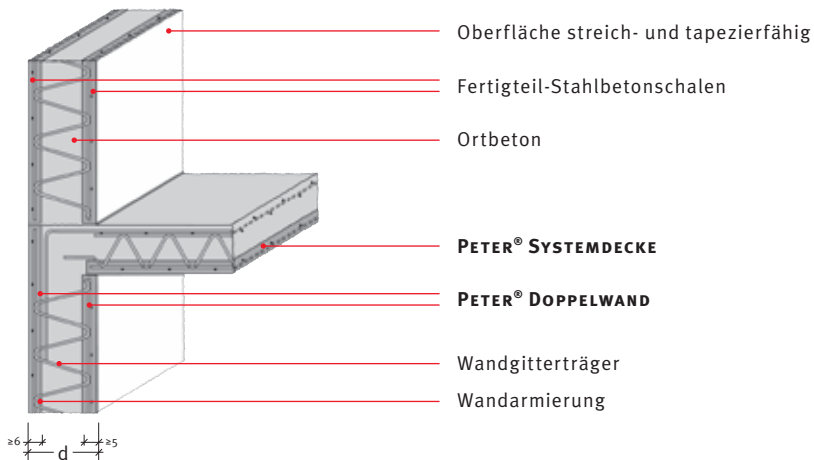 Oberfläche streich- und tapezierfähig
Fertigteil-Stahlbetonschalen
Ortbeton
PETER® SYSTEMDECKE
PETER® DOPPELWAND
Wandgitterträger
Wandarmierung
≥6 d ≥5